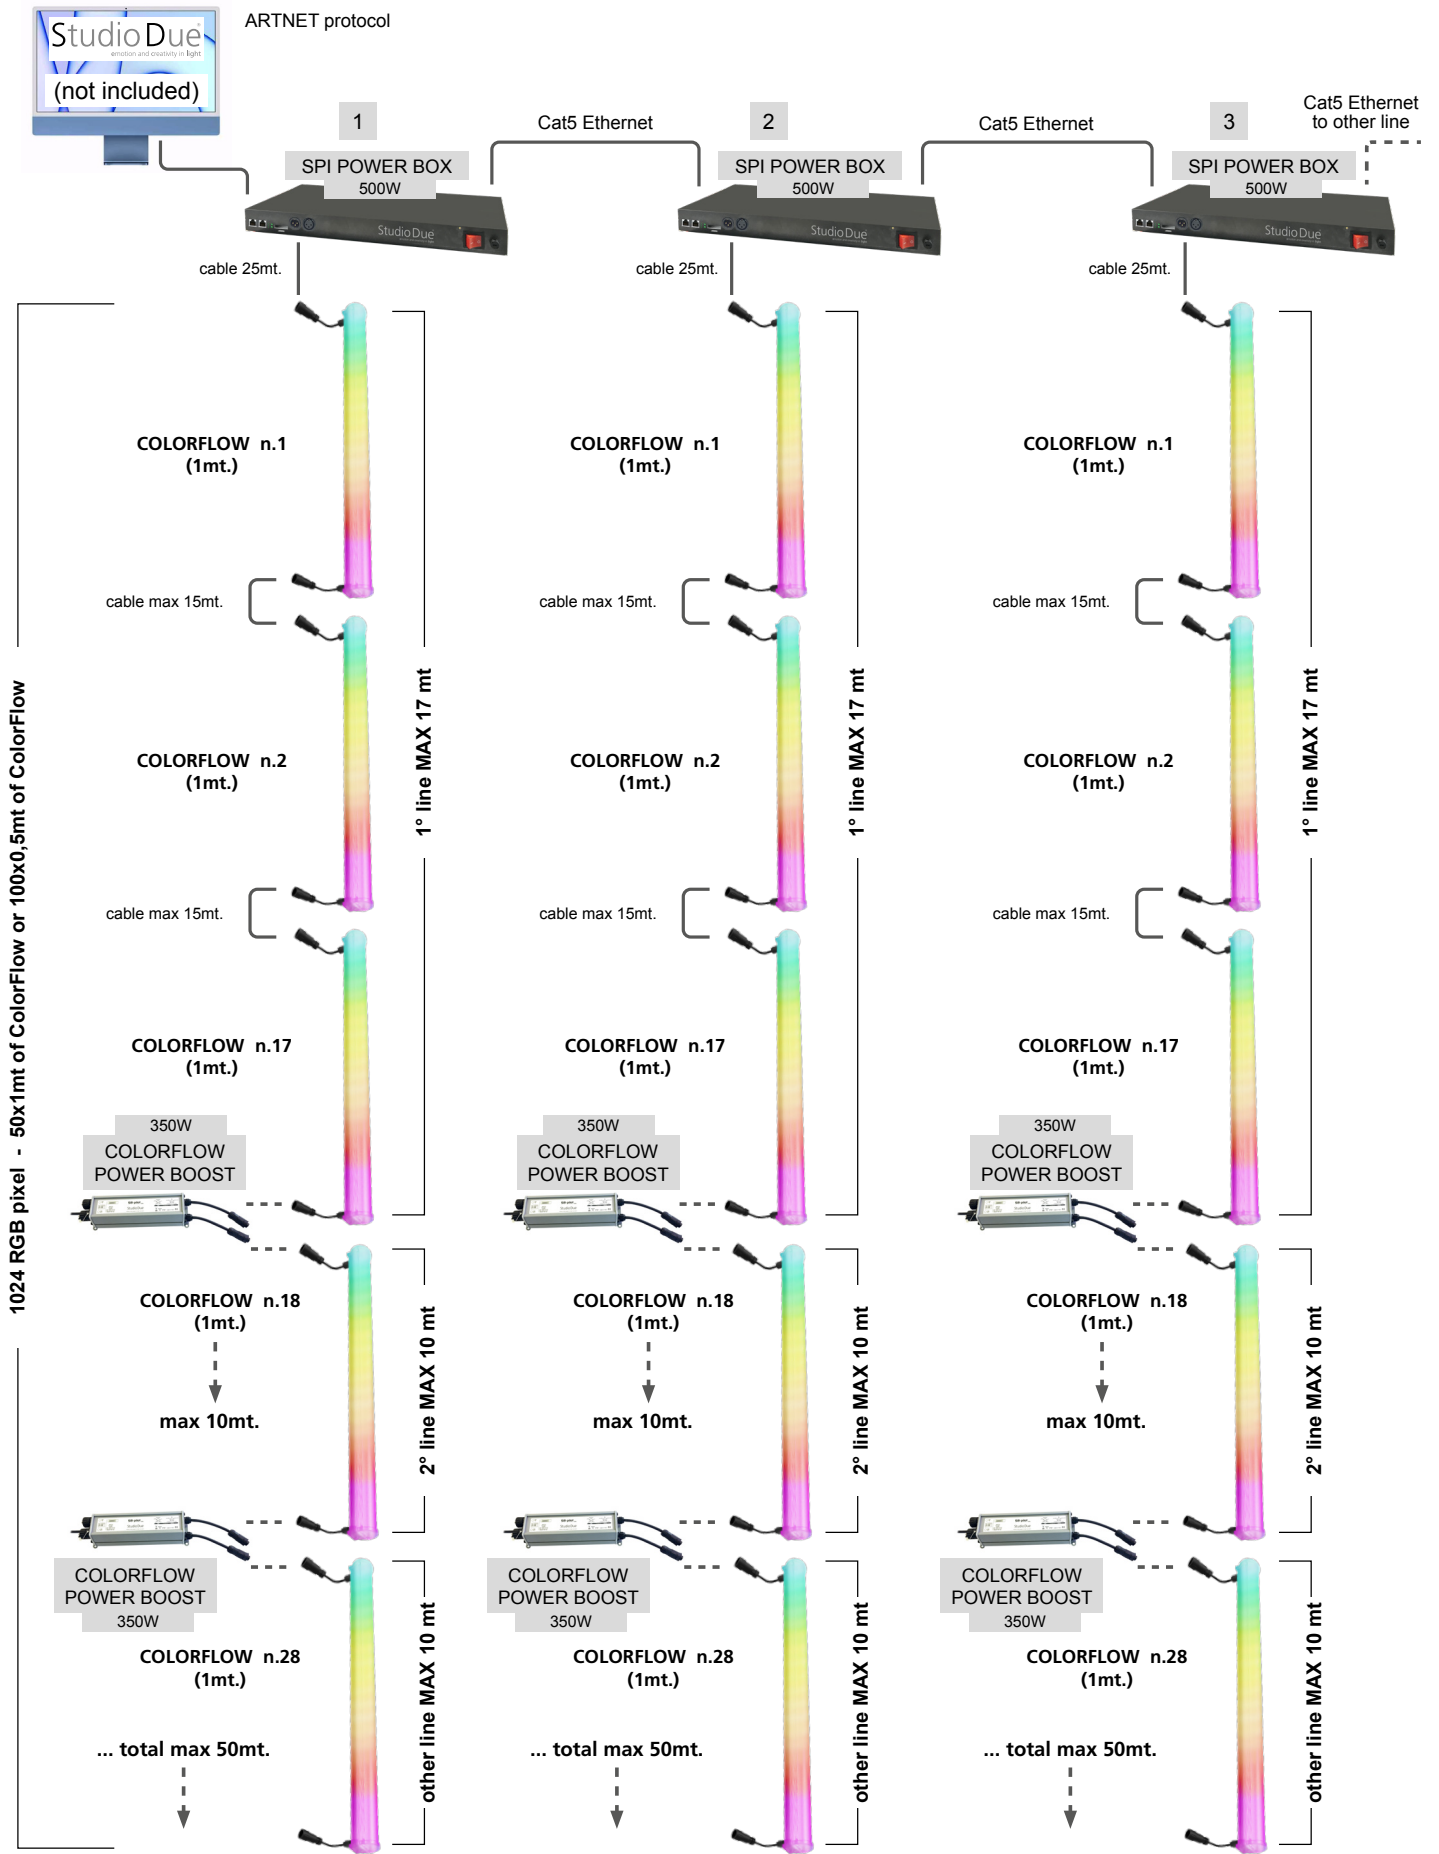 ARTNET protocol
Studio Due
emotion and creativity in light
(not included)
1
Cat5 Ethernet
2
Cat5 Ethernet
3
Cat5 Ethernet
to other line
SPI POWER BOX
500W
SPI POWER BOX
500W
SPI POWER BOX
500W
StudioDue
StudioDue
StudioDue
cable 25mt.
cable 25mt.
cable 25mt.
COLORFLOW n.1
(1mt.)
COLORFLOW n.1
(1mt.)
COLORFLOW n.1
(1mt.)
cable max 15mt.
cable max 15mt.
cable max 15mt.
1024 RGB pixel - 50x1mt of ColorFlow or 100x0,5mt of ColorFlow
1° line MAX 17 mt
1° line MAX 17 mt
1° line MAX 17 mt
COLORFLOW n.2
(1mt.)
COLORFLOW n.2
(1mt.)
COLORFLOW n.2
(1mt.)
cable max 15mt.
cable max 15mt.
cable max 15mt.
COLORFLOW n.17
(1mt.)
COLORFLOW n.17
(1mt.)
COLORFLOW n.17
(1mt.)
350W
COLORFLOW
POWER BOOST
350W
COLORFLOW
POWER BOOST
350W
COLORFLOW
POWER BOOST
COLORFLOW n.18
(1mt.)
COLORFLOW n.18
(1mt.)
COLORFLOW n.18
(1mt.)
2° line MAX 10 mt
2° line MAX 10 mt
2° line MAX 10 mt
max 10mt.
max 10mt.
max 10mt.
COLORFLOW
POWER BOOST
350W
COLORFLOW
POWER BOOST
350W
COLORFLOW
POWER BOOST
350W
COLORFLOW n.28
(1mt.)
COLORFLOW n.28
(1mt.)
COLORFLOW n.28
(1mt.)
other line MAX 10 mt
other line MAX 10 mt
other line MAX 10 mt
... total max 50mt.
... total max 50mt.
... total max 50mt.